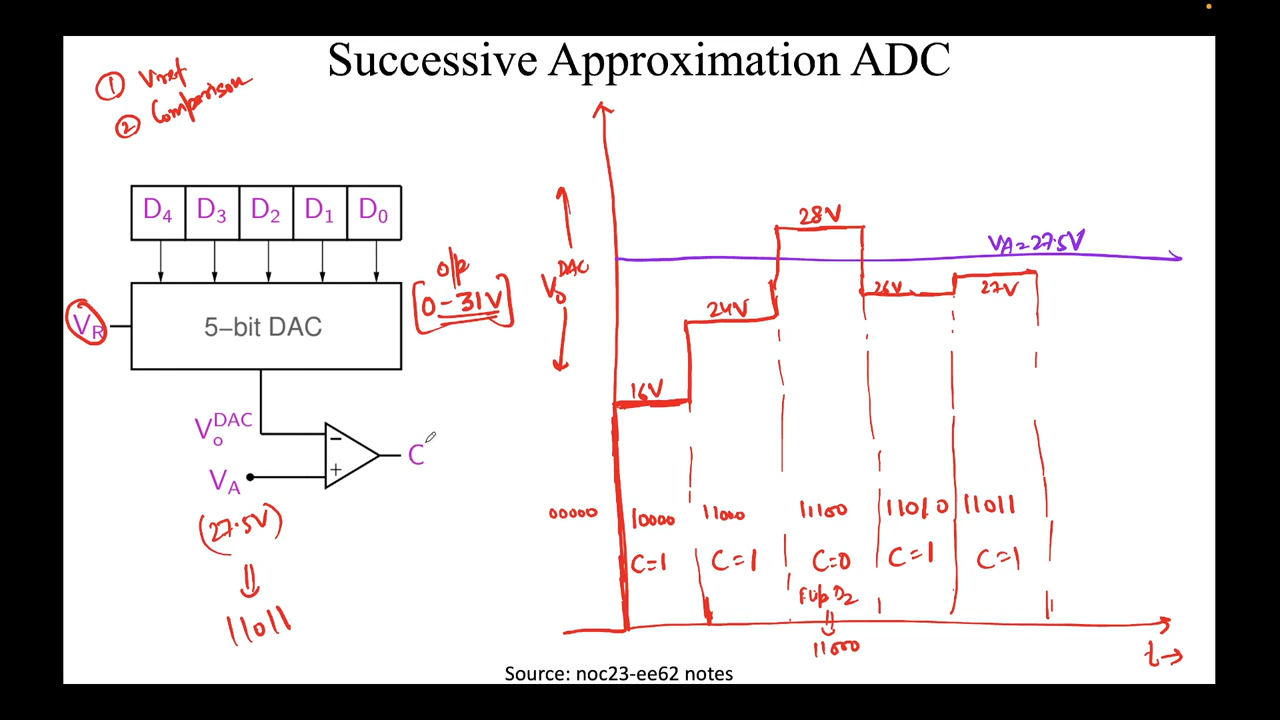 Successive Approximation ADC
① Vref
② Comparison
D4 D3 D2 D1 D0
VR
5-bit DAC
O/P
[0-31V]
VoDAC
VA
(27.5V)
⇓
11011
− +
C
VoDAC
16V
24V
28V
26V
27V
VA=27.5V
00000 10000 11000 11100 11010 11011
C=1 C=1 C=0 C=1 C=1
Flip D2
⇓
11000
t→
Source: noc23-ee62 notes